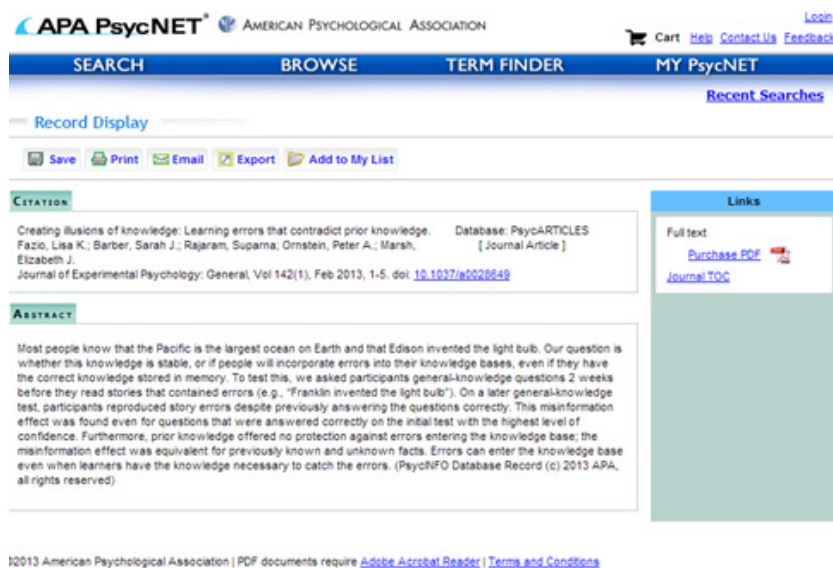 APA PsycNET® AMERICAN PSYCHOLOGICAL ASSOCIATION
Login
Cart Help Contact Us Feedback
SEARCH BROWSE TERM FINDER MY PsycNET
Recent Searches
Record Display
Save Print Email Export Add to My List
CITATION
Creating illusions of knowledge: Learning errors that contradict prior knowledge.
Fazio, Lisa K.; Barber, Sarah J.; Rajaram, Suparna; Ornstein, Peter A.; Marsh,
Elizabeth J.
Journal of Experimental Psychology: General, Vol 142(1), Feb 2013, 1-5. doi: 10.1037/a0028649
Database: PsycARTICLES
[ Journal Article ]
Links
Full text
Purchase PDF
Journal TOC
ABSTRACT
Most people know that the Pacific is the largest ocean on Earth and that Edison invented the light bulb. Our question is
whether this knowledge is stable, or if people will incorporate errors into their knowledge bases, even if they have
the correct knowledge stored in memory. To test this, we asked participants general-knowledge questions 2 weeks
before they read stories that contained errors (e.g., "Franklin invented the light bulb"). On a later general-knowledge
test, participants reproduced story errors despite previously answering the questions correctly. This misinformation
effect was found even for questions that were answered correctly on the initial test with the highest level of
confidence. Furthermore, prior knowledge offered no protection against errors entering the knowledge base; the
misinformation effect was equivalent for previously known and unknown facts. Errors can enter the knowledge base
even when learners have the knowledge necessary to catch the errors. (PsycINFO Database Record (c) 2013 APA,
all rights reserved)
©2013 American Psychological Association | PDF documents require Adobe Acrobat Reader | Terms and Conditions